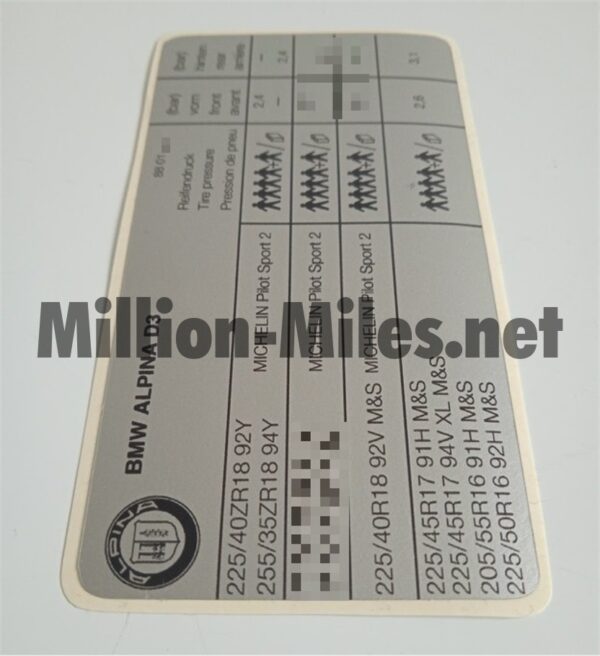 BMW ALPINA D3
ALPINA
88 01
Reifendruck
Tire pressure
Pression de pneu
(bar)
vorn
front
avant
(bar)
hinten
rear
arrière
225/40ZR18 92Y
MICHELIN Pilot Sport 2
2,4
–
255/35ZR18 94Y
–
2,4
MICHELIN Pilot Sport 2
225/40R18 92V M&S
MICHELIN Pilot Sport 2
225/45R17 91H M&S
225/45R17 94V XL M&S
205/55R16 91H M&S
225/50R16 92H M&S
2,6
3,1
Million-Miles.net